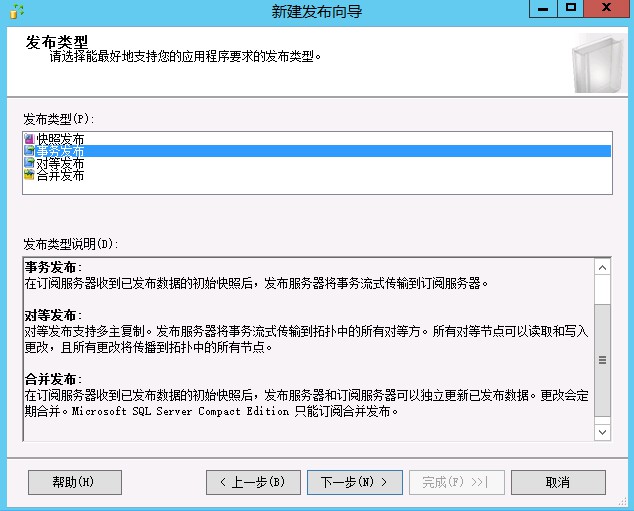 新建发布向导
发布类型
请选择能最好地支持您的应用程序要求的发布类型。
发布类型(P):
快照发布
事务发布
对等发布
合并发布
发布类型说明(D):
事务发布:
在订阅服务器收到已发布数据的初始快照后，发布服务器将事务流式传输到订阅服务器。
对等发布:
对等发布支持多主复制。发布服务器将事务流式传输到拓扑中的所有对等方。所有对等节点可以读取和写入
更改，且所有更改将传播到拓扑中的所有节点。
合并发布:
在订阅服务器收到已发布数据的初始快照后，发布服务器和订阅服务器可以独立更新已发布数据。更改会定
期合并。Microsoft SQL Server Compact Edition 只能订阅合并发布。
帮助(H)
< 上一步(B)
下一步(N) >
完成(F) >>|
取消